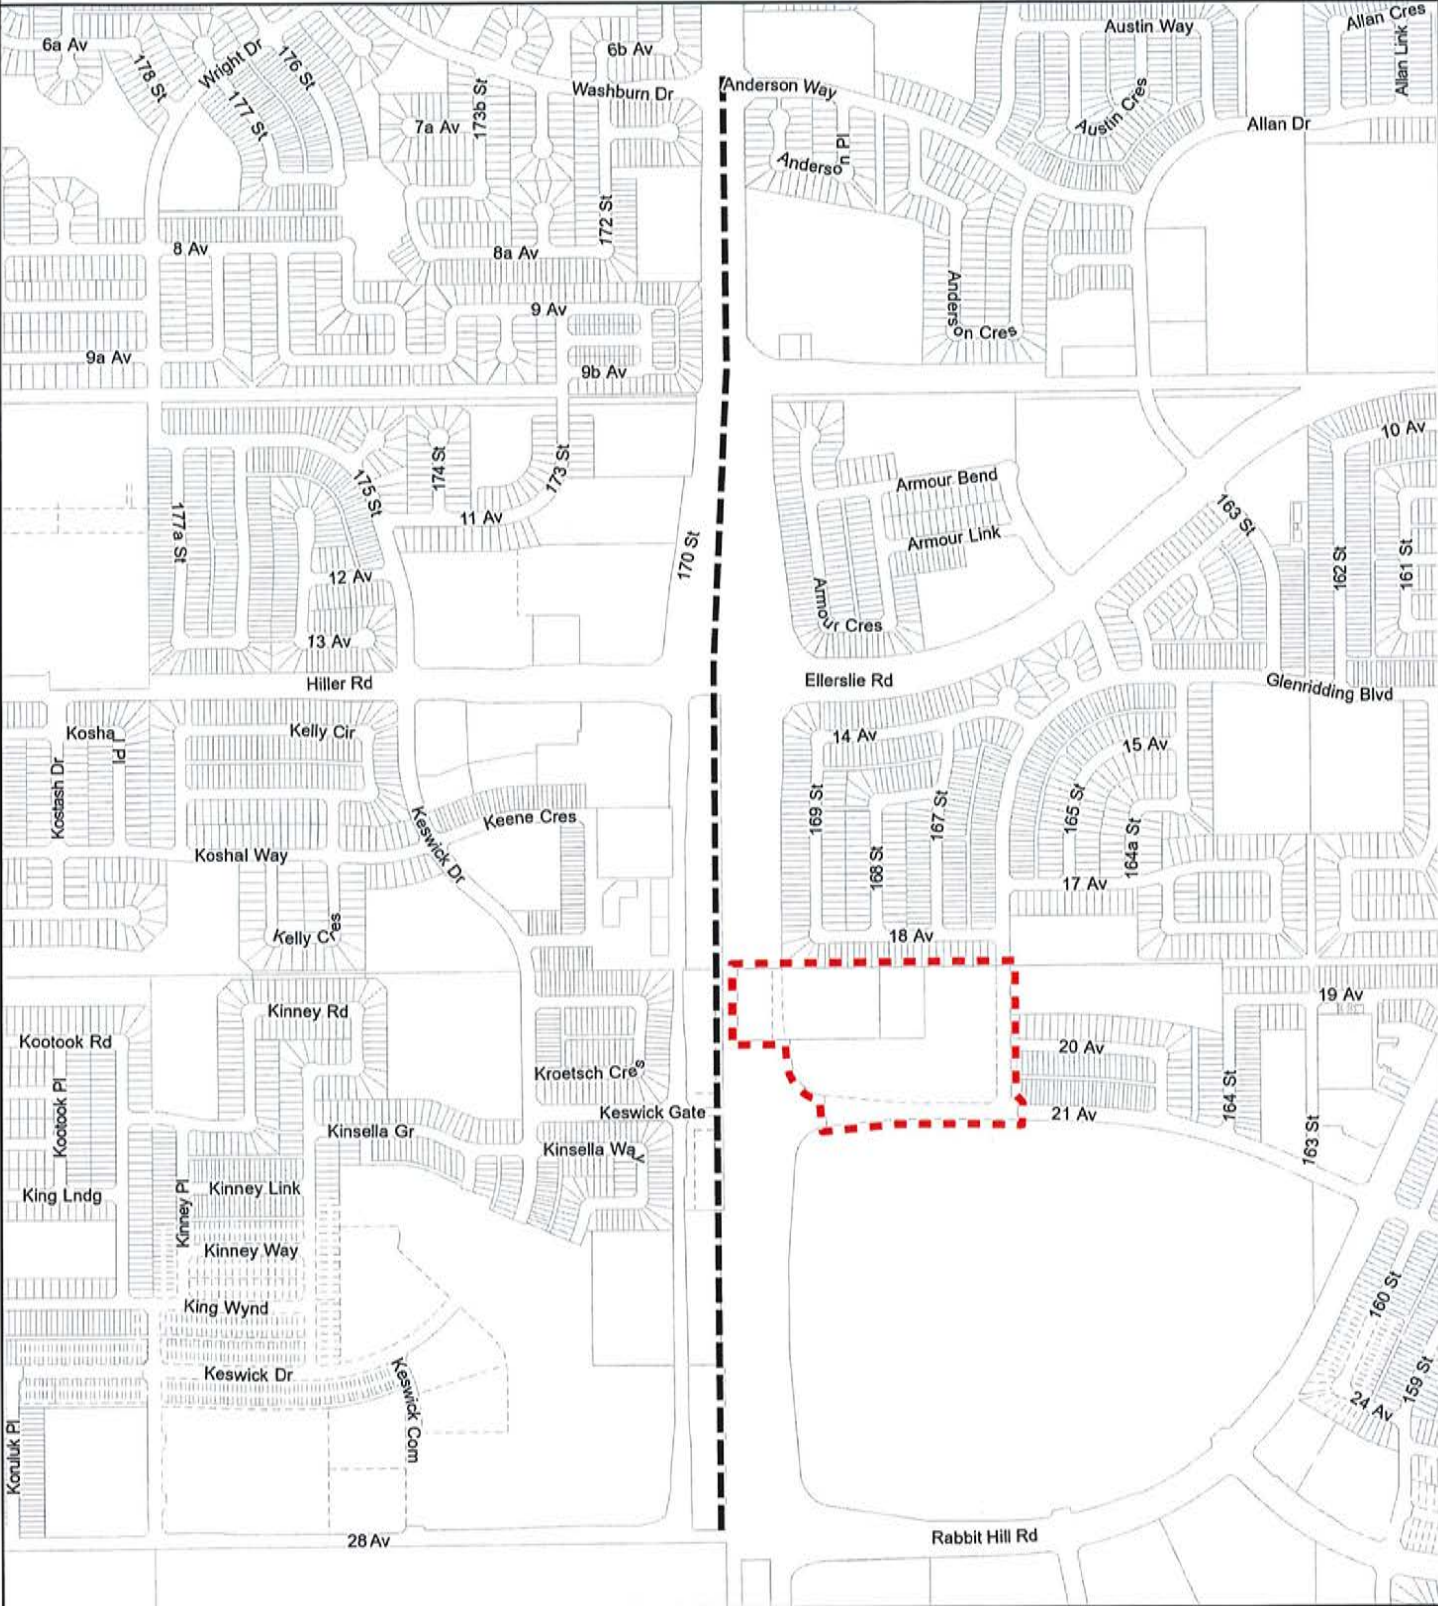 6a Av
178 St
Wright Dr
176 St
177 St
6b Av
Washburn Dr
7a Av
173b St
172 St
8 Av
8a Av
9 Av
9a Av
9b Av
Anderson Way
Anderson Pl
Anderson Cres
Austin Way
Austin Cres
Allan Cres
Allan Link
Allan Dr
177a St
175 St
174 St
173 St
11 Av
12 Av
13 Av
170 St
Hiller Rd
Armour Bend
Armour Link
Armour Cres
Ellerslie Rd
10 Av
163 St
162 St
161 St
Glenridding Blvd
Koshal Pl
Kostash Dr
Kelly Cir
Koshal Way
Kelly Cres
Keswick Dr
Keene Cres
14 Av
15 Av
169 St
168 St
167 St
165 St
164a St
17 Av
18 Av
19 Av
Kinney Rd
Kootook Rd
Kootook Pl
Kroetsch Cres
Keswick Gate
20 Av
21 Av
164 St
163 St
Kinsella Gr
Kinsella Way
King Lndg
Kinney Pl
Kinney Link
Kinney Way
King Wynd
Keswick Dr
Keswick Com
Koruluk Pl
160 St
159 St
24 Av
28 Av
Rabbit Hill Rd